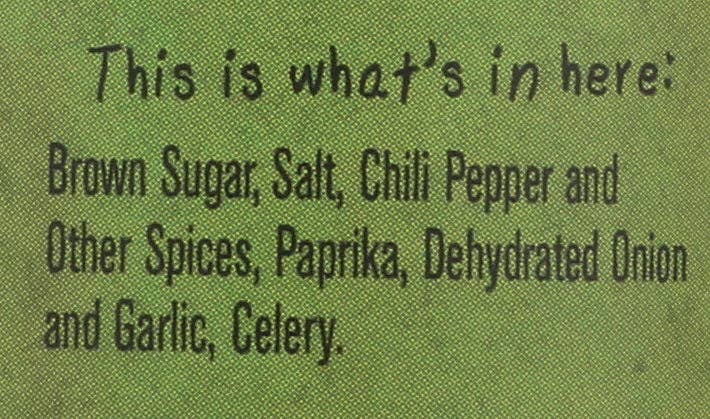 This is what's in here:
Brown Sugar, Salt, Chili Pepper and
Other Spices, Paprika, Dehydrated Onion
and Garlic, Celery.